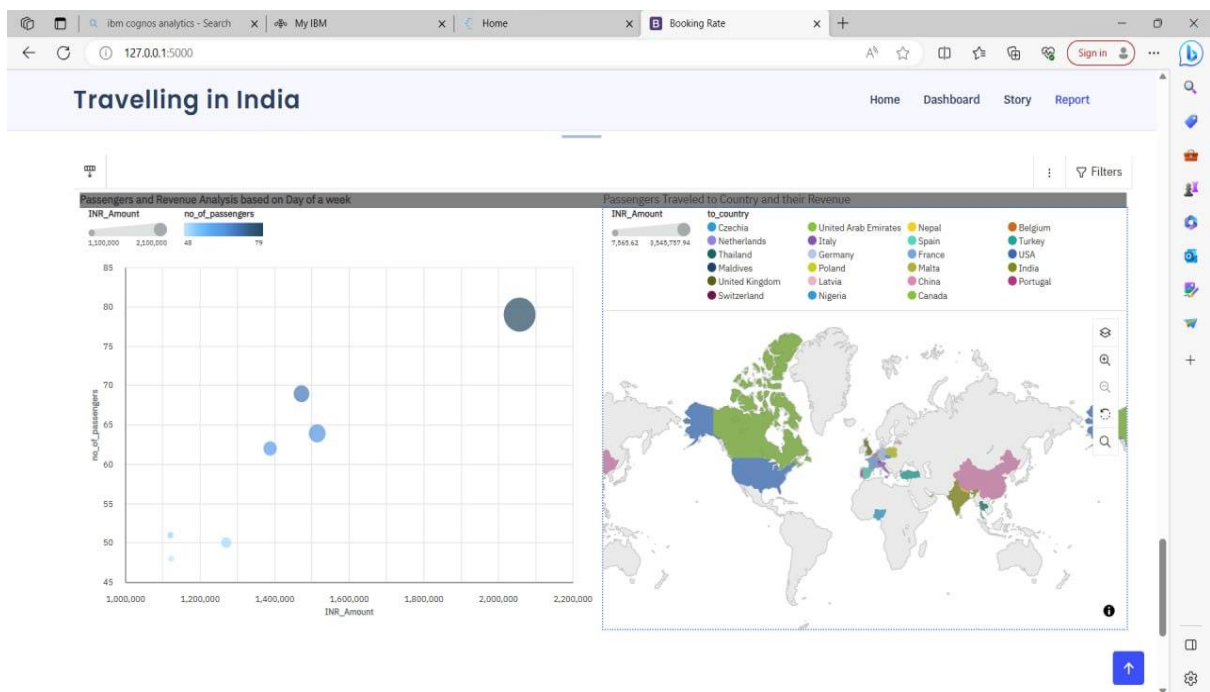 ibm cognos analytics - Search
My IBM
Home
B Booking Rate
127.0.0.1:5000
Sign in
Travelling in India
Home Dashboard Story Report
Filters
Passengers and Revenue Analysis based on Day of a week
INR_Amount no_of_passengers
1,100,000 2,100,000 48 79
85
80
75
70
65
60
55
50
45
no_of_passengers
1,000,000 1,200,000 1,400,000 1,600,000 1,800,000 2,000,000 2,200,000
INR_Amount
Passengers Traveled to Country and their Revenue
INR_Amount to_country
7,565.62 3,545,757.94
Czechia United Arab Emirates Nepal Belgium
Netherlands Italy Spain Turkey
Thailand Germany France USA
Maldives Poland Malta India
United Kingdom Latvia China Portugal
Switzerland Nigeria Canada